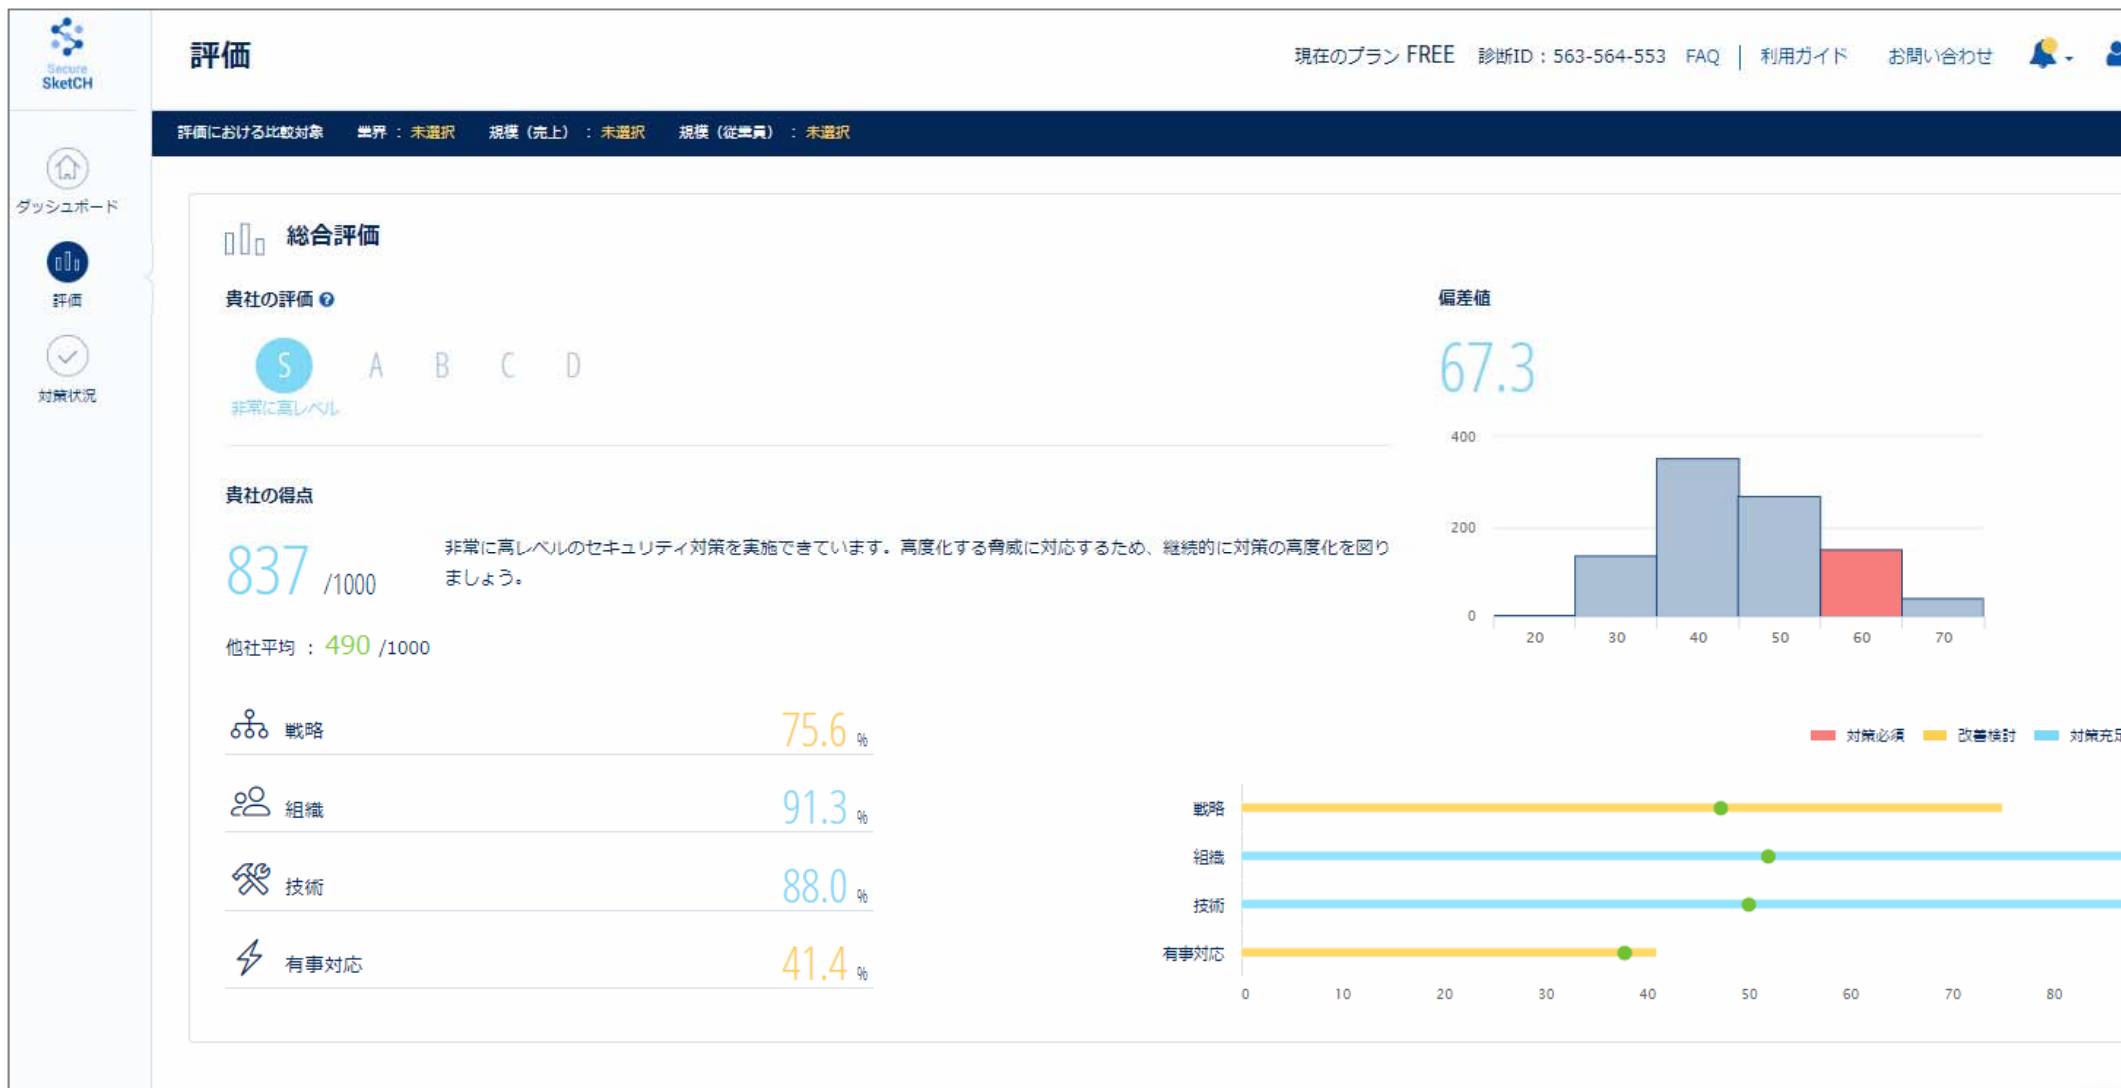 Secure
SketCH
評価
現在のプラン FREE 診断ID：563-564-553 FAQ | 利用ガイド お問い合わせ
評価における比較対象 業界 ： 未選択 規模（売上） ： 未選択 規模（従業員） ： 未選択
ダッシュボード
評価
対策状況
総合評価
貴社の評価
S A B C D
非常に高レベル
貴社の得点
837 /1000
非常に高レベルのセキュリティ対策を実施できています。高度化する脅威に対応するため、継続的に対策の高度化を図り
ましょう。
他社平均 ： 490 /1000
偏差値
67.3
400
200
0
20 30 40 50 60 70
戦略 75.6 %
組織 91.3 %
技術 88.0 %
有事対応 41.4 %
対策必須 改善検討 対策充足
戦略
組織
技術
有事対応
0 10 20 30 40 50 60 70 80